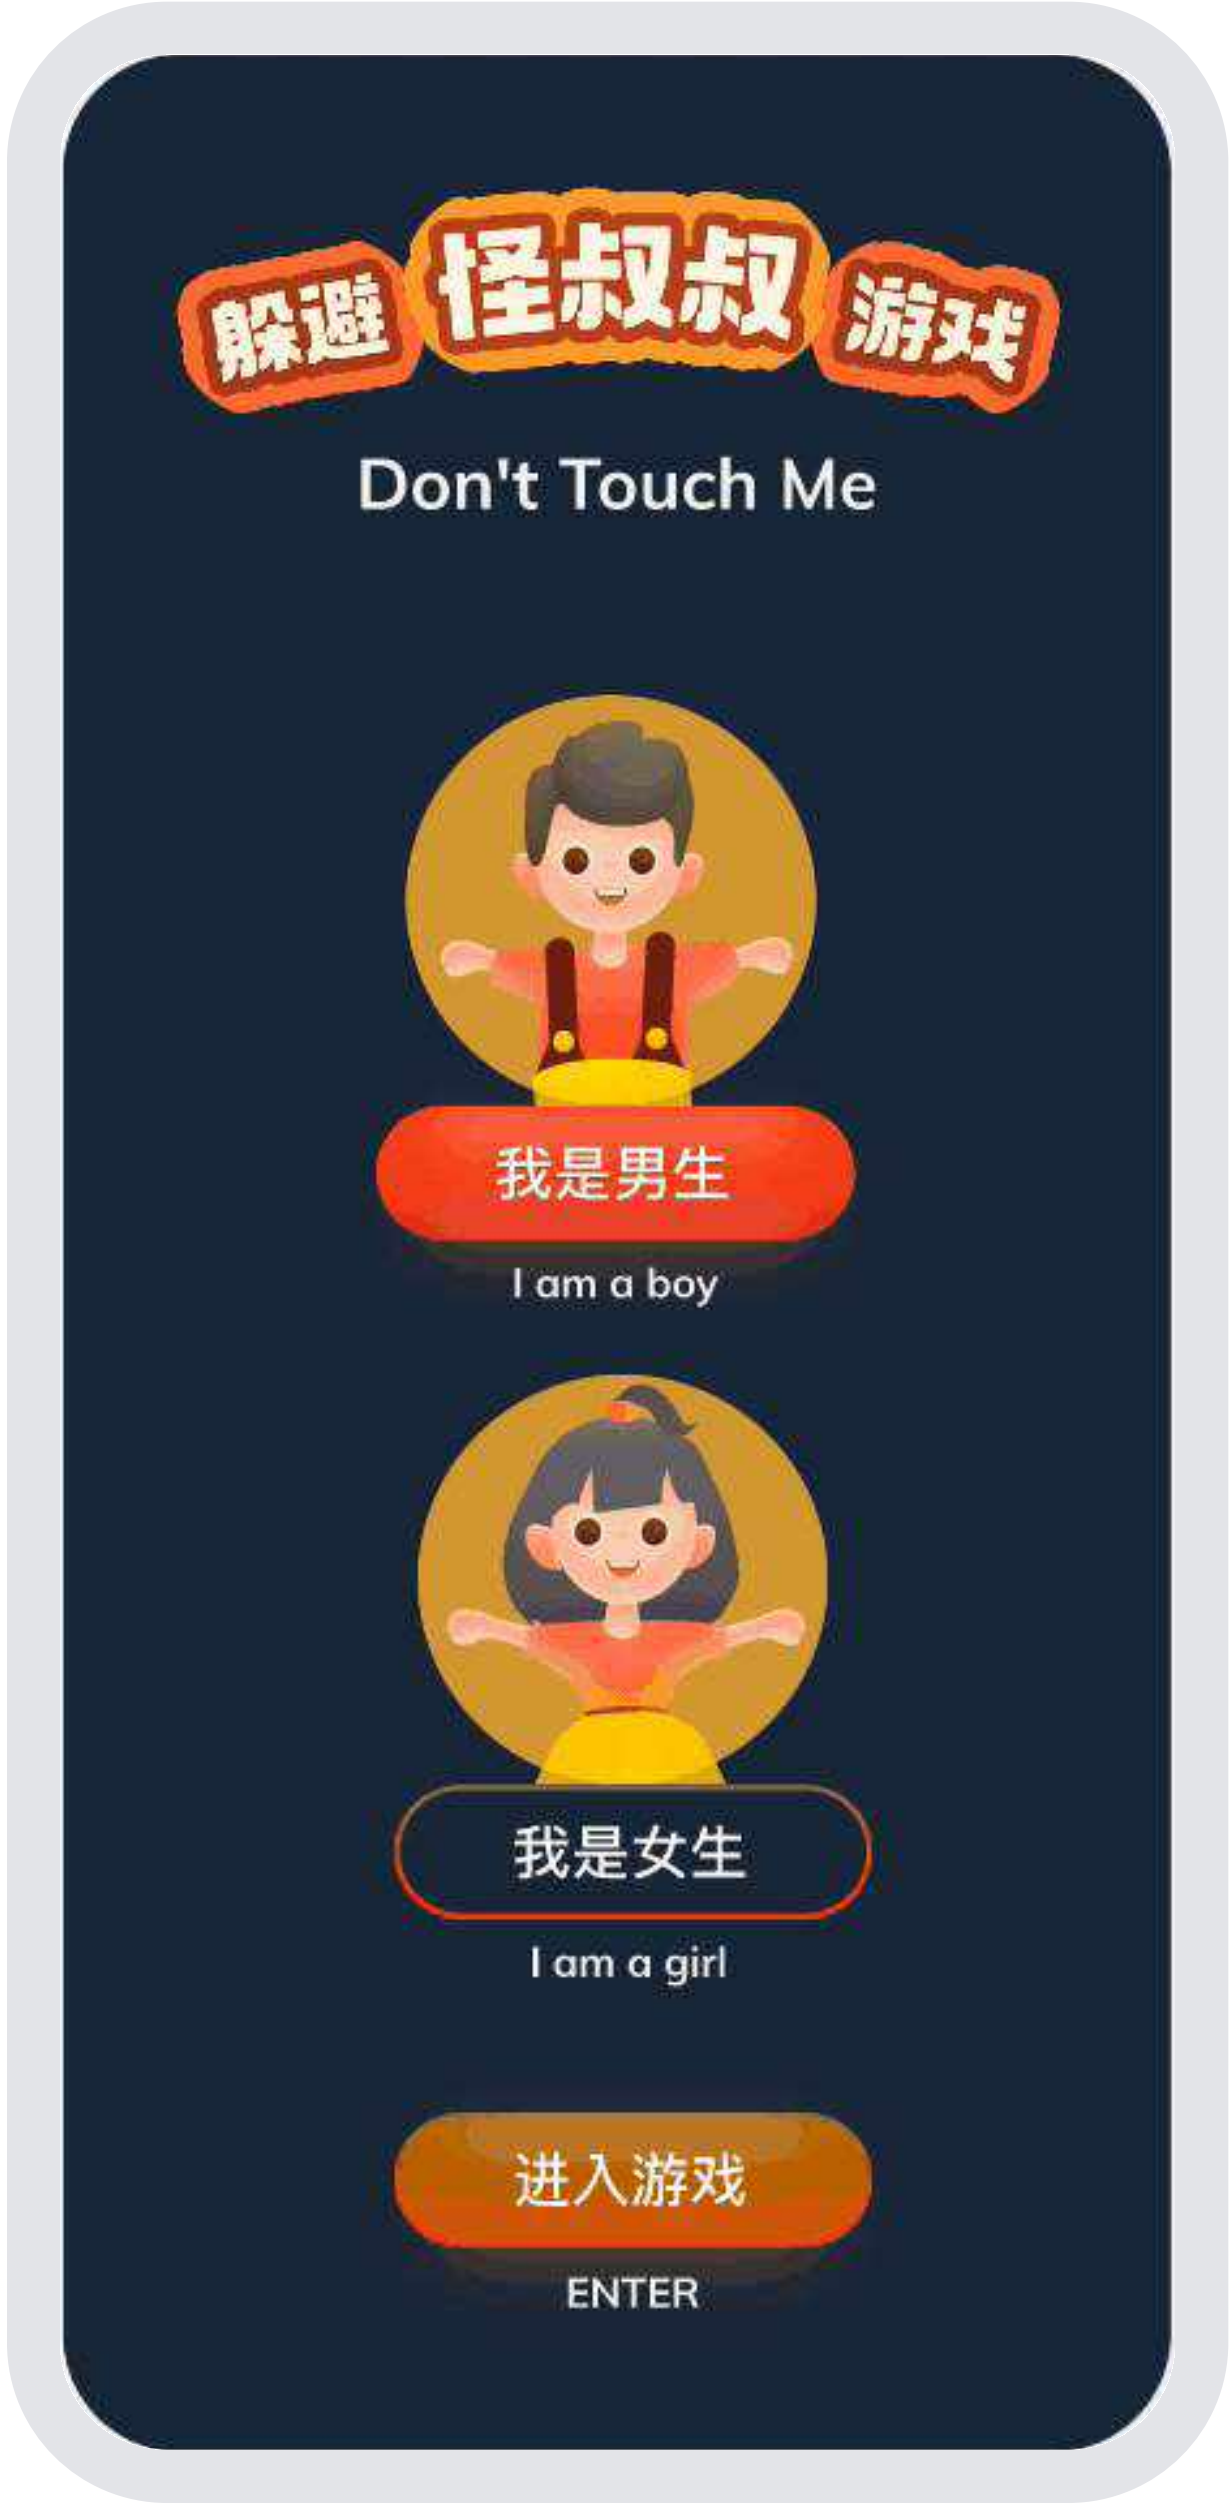 躲避怪叔叔游戏
Don't Touch Me
我是男生
I am a boy
我是女生
I am a girl
进入游戏
ENTER